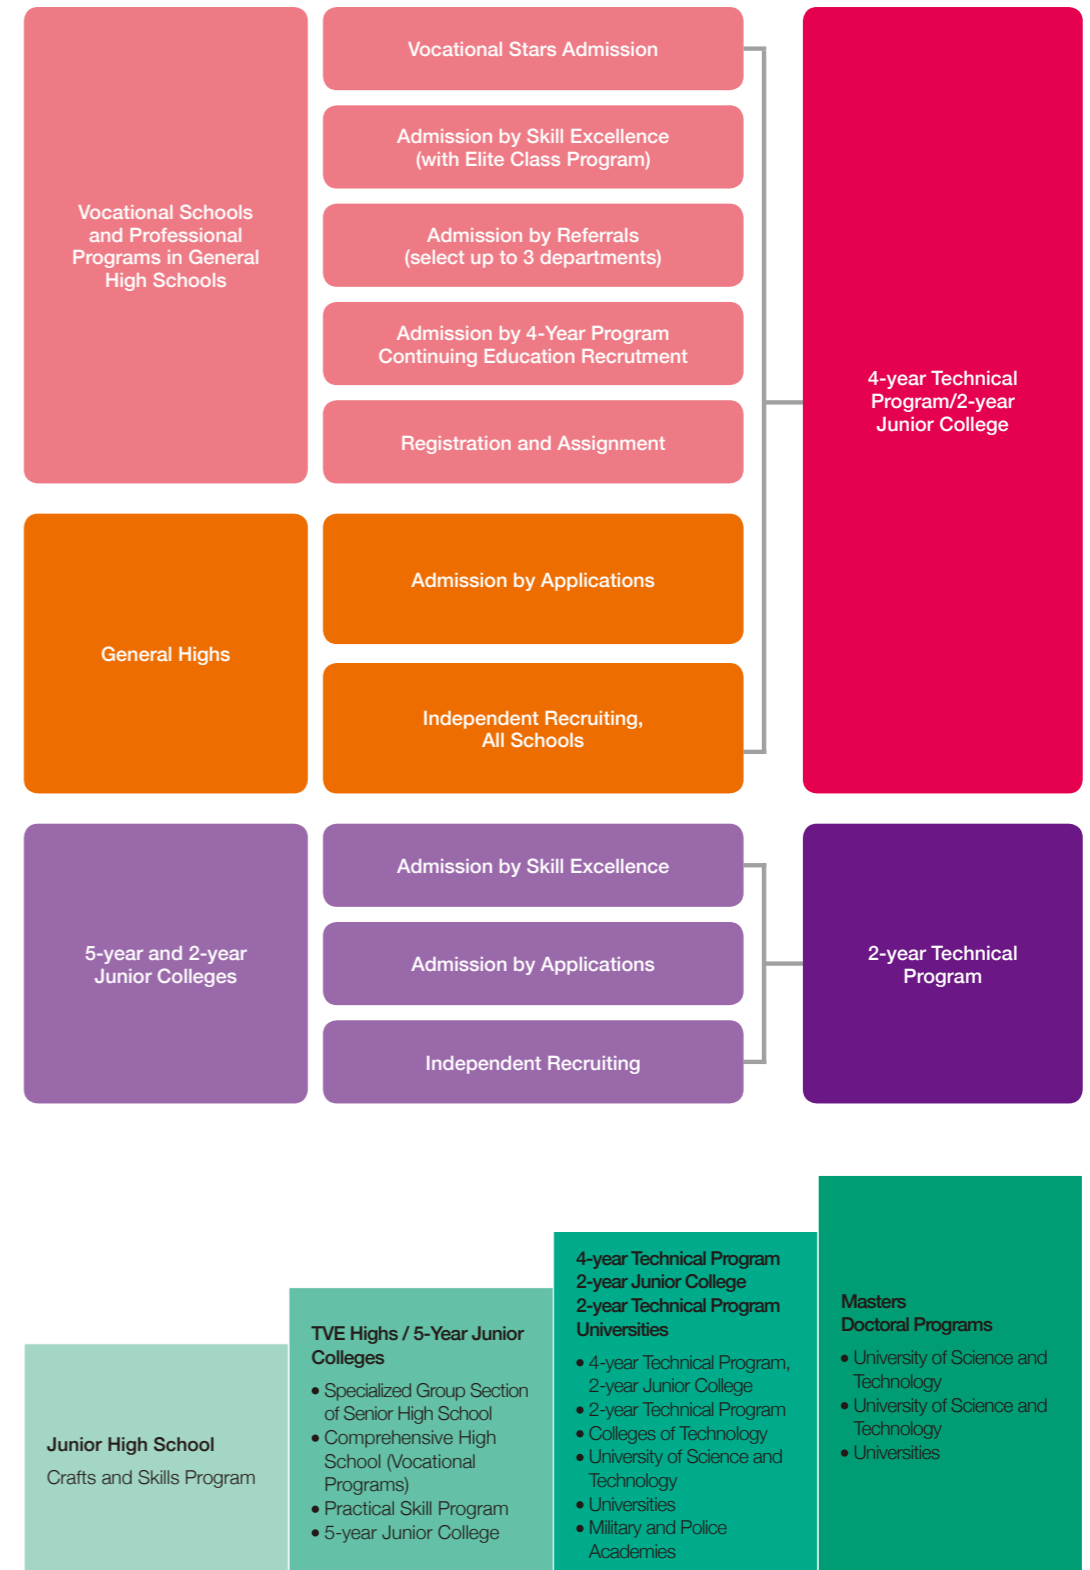 Vocational Schools
and Professional
Programs in General
High Schools
Vocational Stars Admission
Admission by Skill Excellence
(with Elite Class Program)
Admission by Referrals
(select up to 3 departments)
Admission by 4-Year Program
Continuing Education Recrutment
Registration and Assignment
4-year Technical
Program/2-year
Junior College
General Highs
Admission by Applications
Independent Recruiting,
All Schools
5-year and 2-year
Junior Colleges
Admission by Skill Excellence
Admission by Applications
Independent Recruiting
2-year Technical
Program
Junior High School
Crafts and Skills Program
TVE Highs / 5-Year Junior
Colleges
• Specialized Group Section
of Senior High School
• Comprehensive High
School (Vocational
Programs)
• Practical Skill Program
• 5-year Junior College
4-year Technical Program
2-year Junior College
2-year Technical Program
Universities
• 4-year Technical Program,
2-year Junior College
• 2-year Technical Program
• Colleges of Technology
• University of Science and
Technology
• Universities
• Military and Police
Academies
Masters
Doctoral Programs
• University of Science and
Technology
• University of Science and
Technology
• Universities